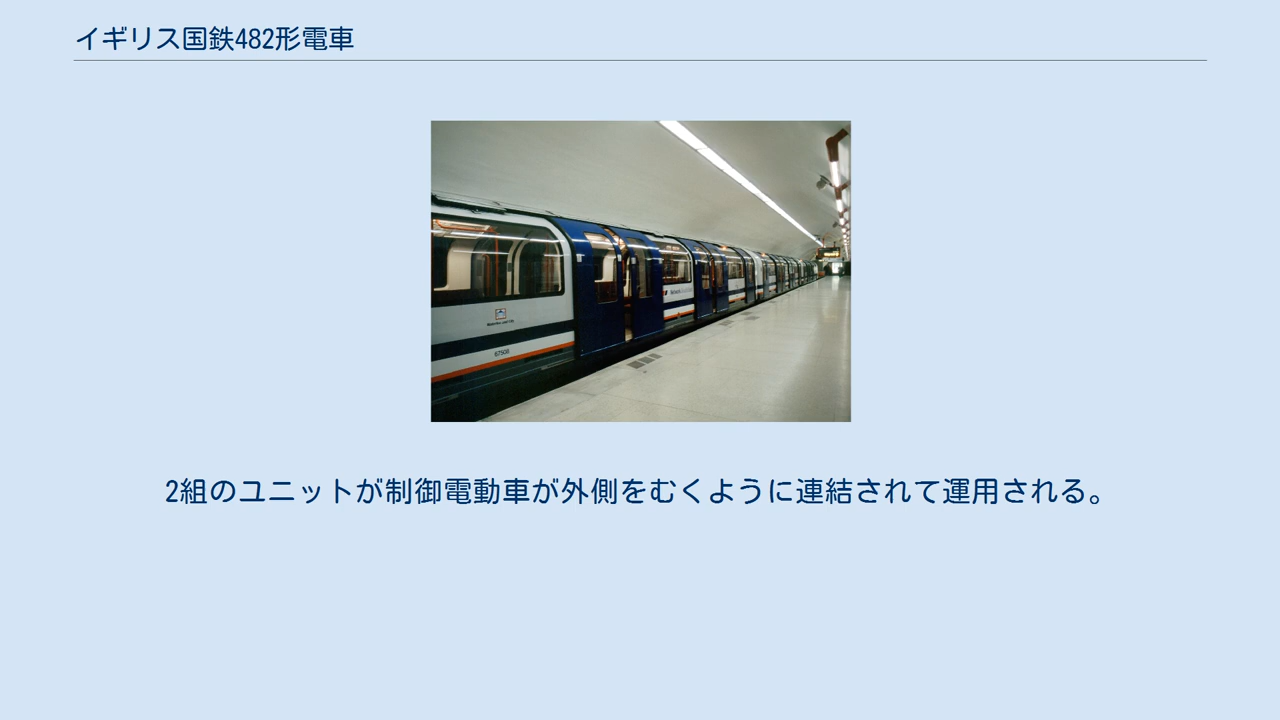 イギリス国鉄482形電車
67508
2組のユニットが制御電動車が外側をむくように連結されて運用される。